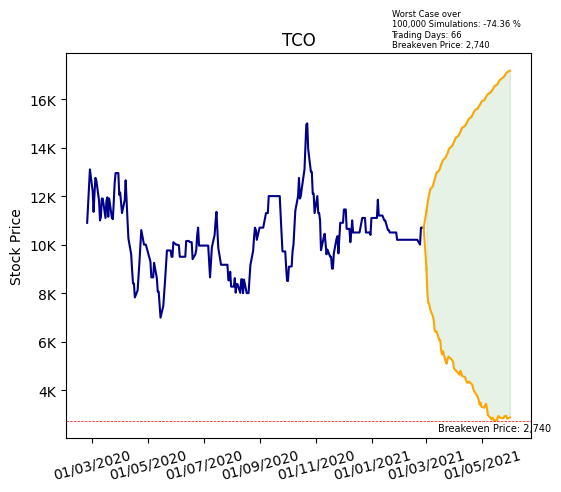 Worst Case over
100,000 Simulations: -74.36 %
Trading Days: 66
Breakeven Price: 2,740
TCO
Stock Price
16K
14K
12K
10K
8K
6K
4K
Breakeven Price: 2,740
01/03/2020
01/05/2020
01/07/2020
01/09/2020
01/11/2020
01/01/2021
01/03/2021
01/05/2021